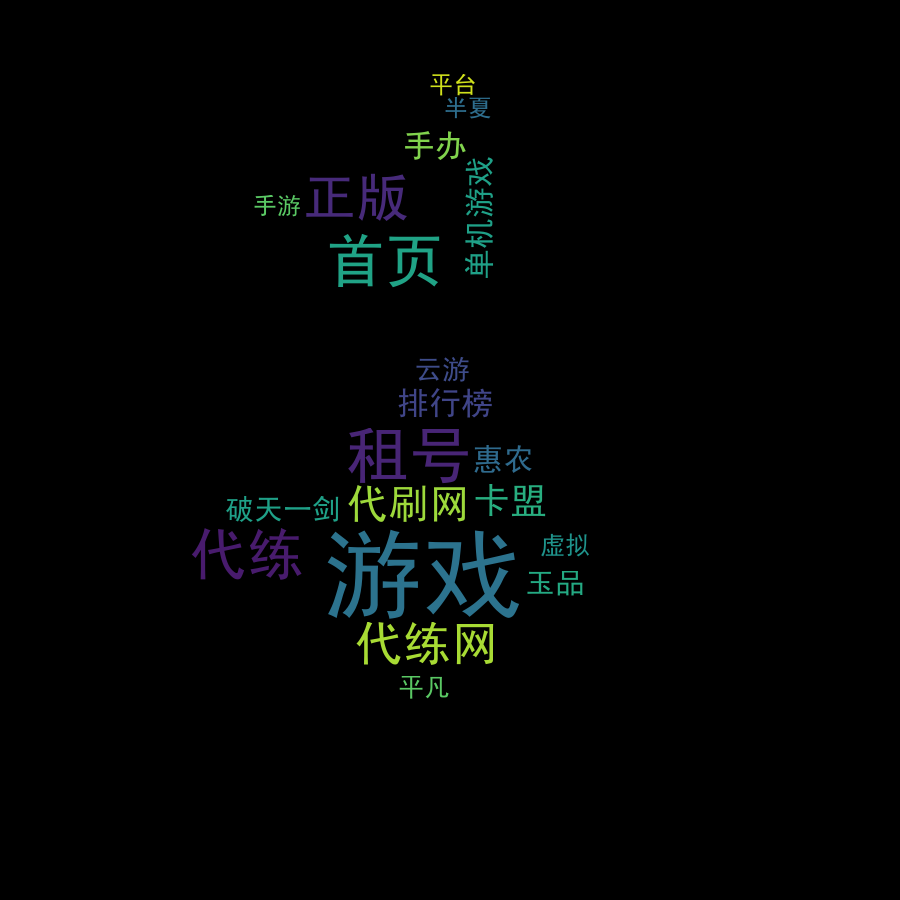 平台
半夏
手办
单机游戏
手游
正版
首页
云游
排行榜
租号
惠农
破天一剑
代刷网
卡盟
代练
游戏
虚拟
玉品
代练网
平凡